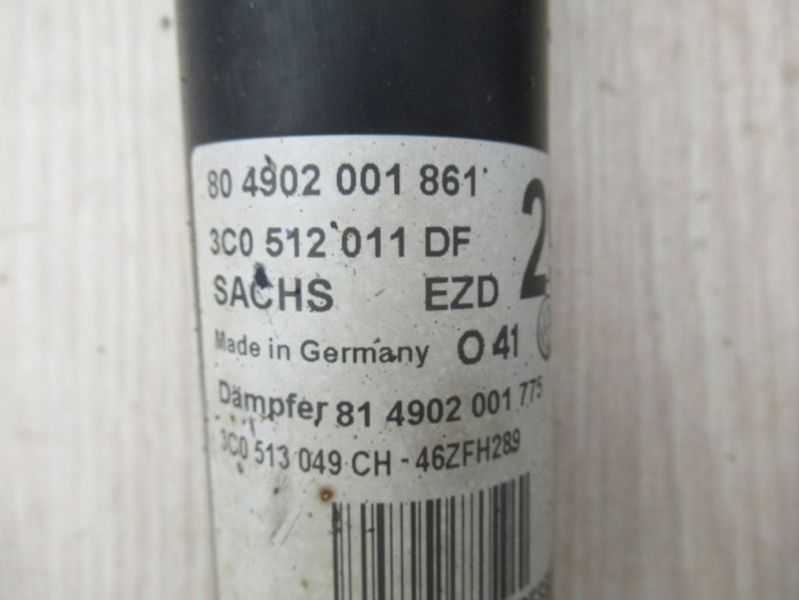 80 4902 001 861
3C0 512 011 DF
2
SACHS EZD
Made in Germany O 41
Dämpfer 81 4902 001 775
3C0 513 049 CH - 46ZFH289